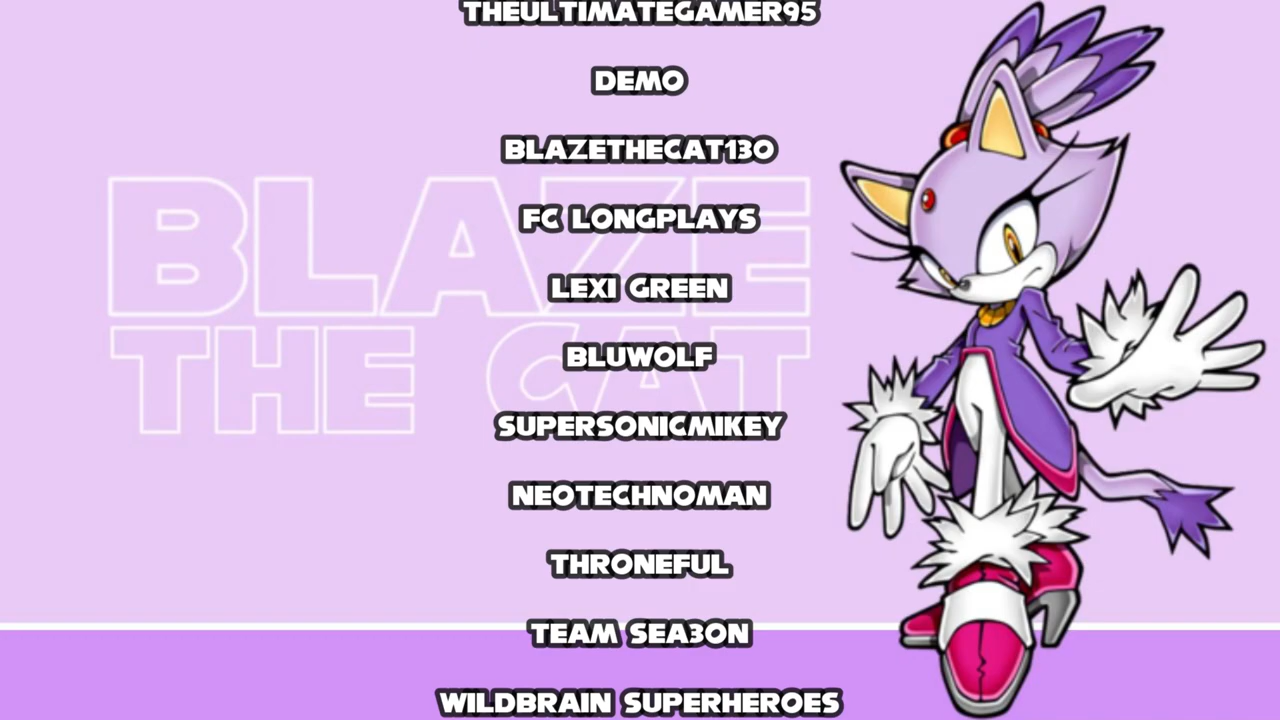 THEULTIMATEGAMER95
DEMO
BLAZETHECAT130
FC LONGPLAYS
LEXI GREEN
BLUWOLF
SUPERSONICMIKEY
NEOTECHNOMAN
THRONEFUL
TEAM SEA3ON
WILDBRAIN SUPERHEROES
BLAZE
THE CAT